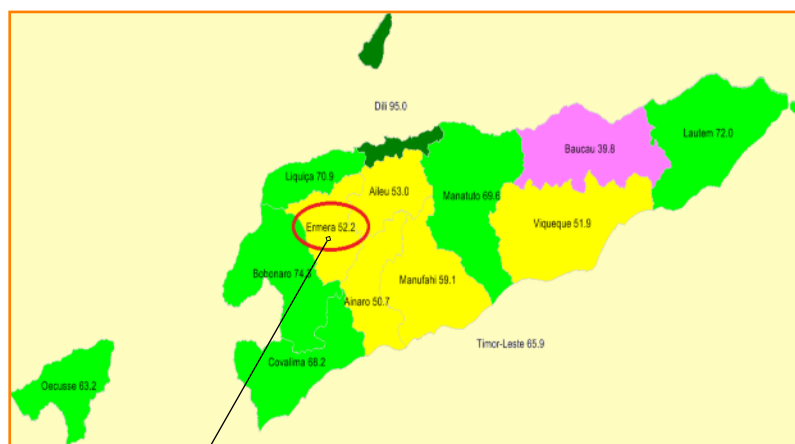 Dili 95.0
Lautem 72.0
Baucau 39.8
Liquiça 70.9
Aileu 53.0
Manatuto 69.6
Ermera 52.2
Viqueque 51.9
Bobonaro 74.3
Manufahi 59.1
Ainaro 50.7
Timor-Leste 65.9
Covalima 68.2
Oecusse 63.2